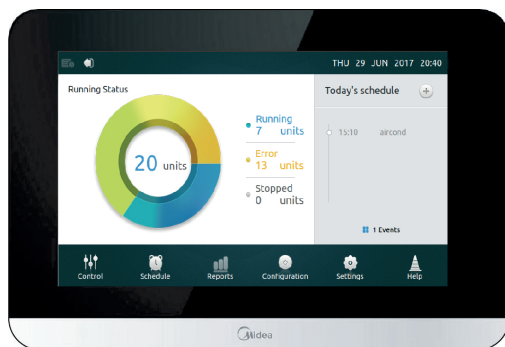 THU 29 JUN 2017 20:40
Running Status
20 units
Running
7 units
Error
13 units
Stopped
0 units
Today's schedule
15:10 aircond
1 Events
Control Schedule Reports Configuration Settings Help
Midea